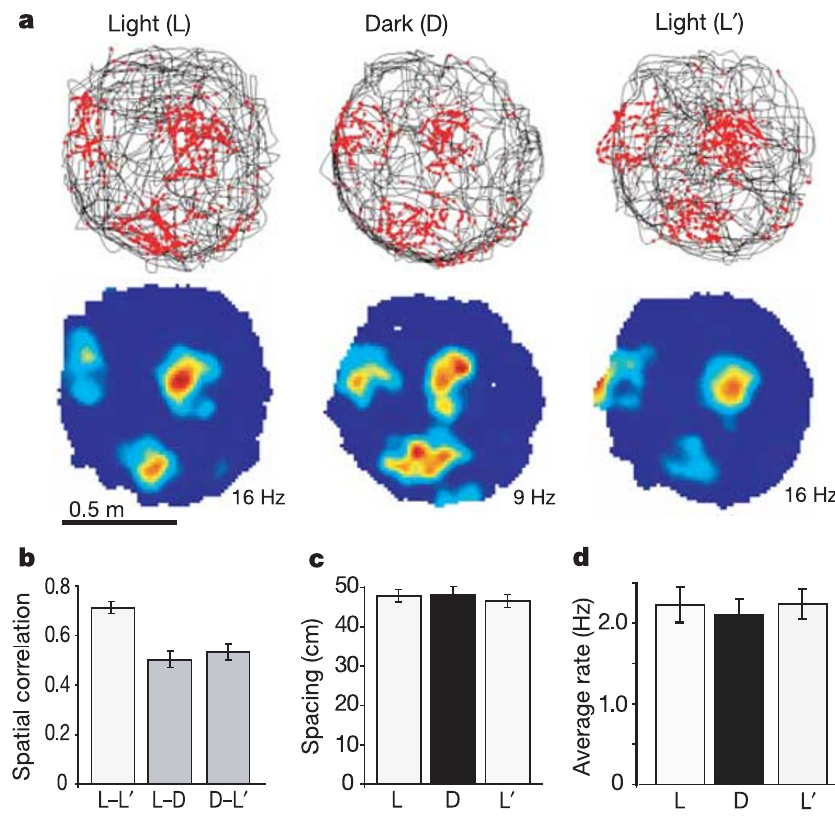 a
Light (L)
Dark (D)
Light (L′)
16 Hz
9 Hz
16 Hz
0.5 m
b
Spatial correlation
0.8
0.6
0.4
0.2
0
L–L′
L–D
D–L′
c
Spacing (cm)
50
40
30
20
10
0
L
D
L′
d
Average rate (Hz)
2.0
1.0
0
L
D
L′